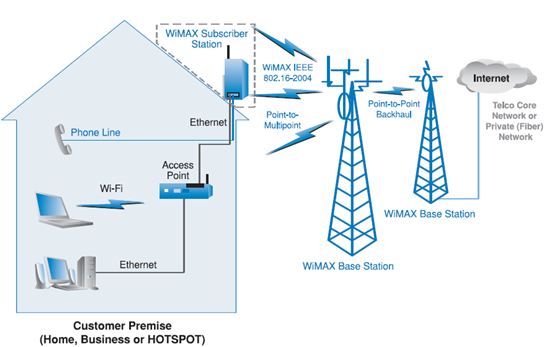 WiMAX Subscriber
Station
WiMAX IEEE
802.16-2004
Internet
Ethernet
Point-to-
Multipoint
Point-to-Point
Backhaul
Telco Core
Network or
Private (Fiber)
Network
Phone Line
Access
Point
Wi-Fi
WiMAX Base Station
Ethernet
WiMAX Base Station
Customer Premise
(Home, Business or HOTSPOT)